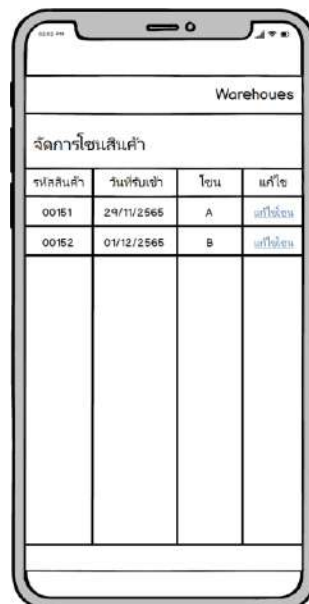 Warehoues
จัดการโซนสินค้า
รหัสสินค้า วันที่รับเข้า โซน แก้ไข
00151 29/11/2565 A แก้ไขโซน
00152 01/12/2565 B แก้ไขโซน